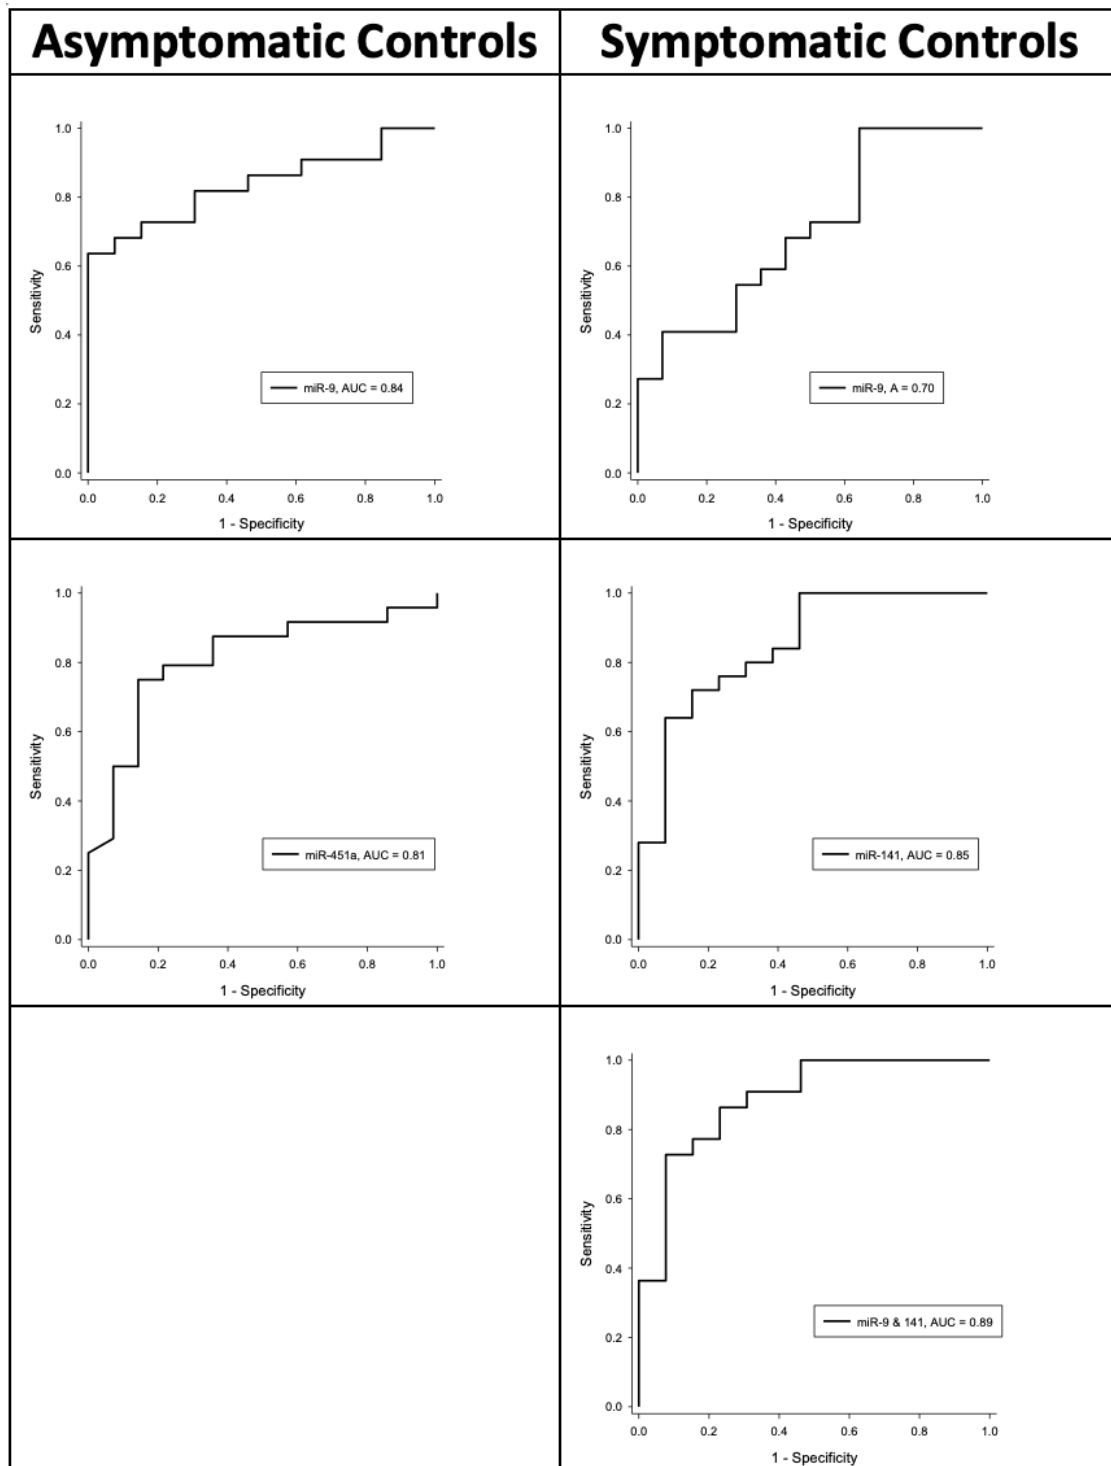 Asymptomatic Controls
Symptomatic Controls
1.0
0.8
0.6
0.4
0.2
0.0
Sensitivity
miR-9, AUC = 0.84
0.0 0.2 0.4 0.6 0.8 1.0
1 - Specificity
1.0
0.8
0.6
0.4
0.2
0.0
Sensitivity
miR-9, A = 0.70
0.0 0.2 0.4 0.6 0.8 1.0
1 - Specificity
1.0
0.8
0.6
0.4
0.2
0.0
Sensitivity
miR-451a, AUC = 0.81
0.0 0.2 0.4 0.6 0.8 1.0
1 - Specificity
1.0
0.8
0.6
0.4
0.2
0.0
Sensitivity
miR-141, AUC = 0.85
0.0 0.2 0.4 0.6 0.8 1.0
1 - Specificity
1.0
0.8
0.6
0.4
0.2
0.0
Sensitivity
miR-9 & 141, AUC = 0.89
0.0 0.2 0.4 0.6 0.8 1.0
1 - Specificity